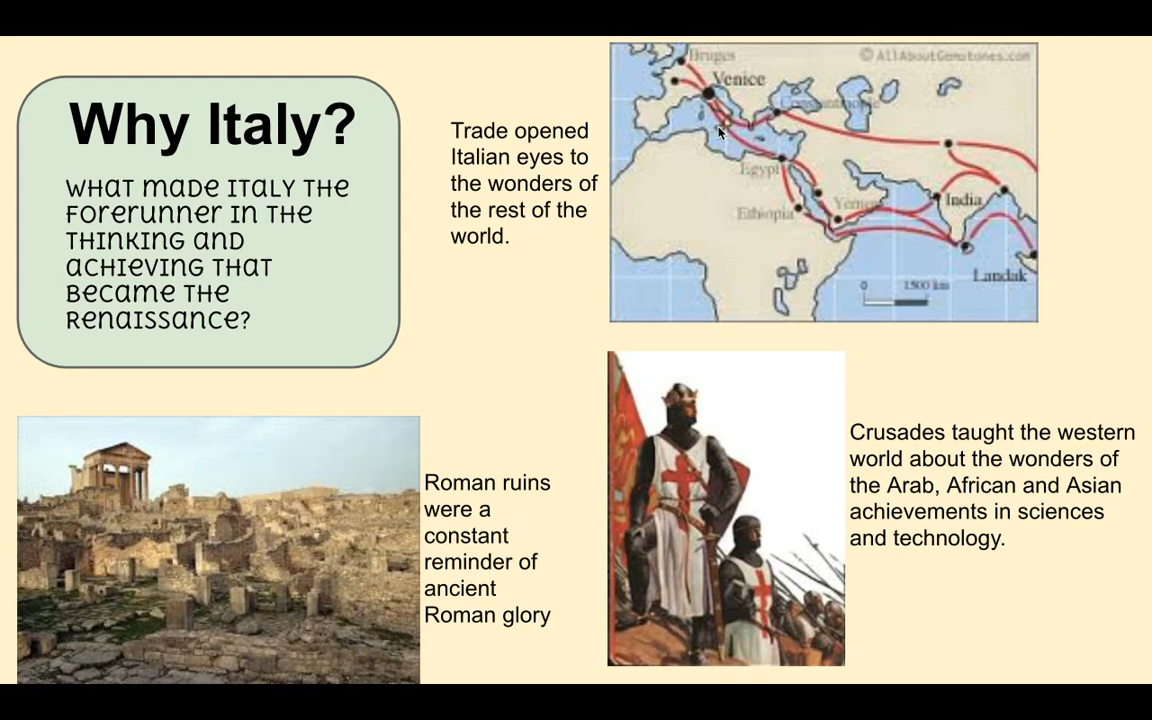 Why Italy?
WHAT MADE ITALY THE
FORERUNNER IN THE
THINKING AND
ACHIEVING THAT
BECAME THE
RENAISSANCE?
Trade opened
Italian eyes to
the wonders of
the rest of the
world.
© AllAboutGemstones.com
Bruges
Venice
Constantinople
Egypt
Yemen
Ethiopia
India
Landak
0 1500 km
Roman ruins
were a
constant
reminder of
ancient
Roman glory
Crusades taught the western
world about the wonders of
the Arab, African and Asian
achievements in sciences
and technology.